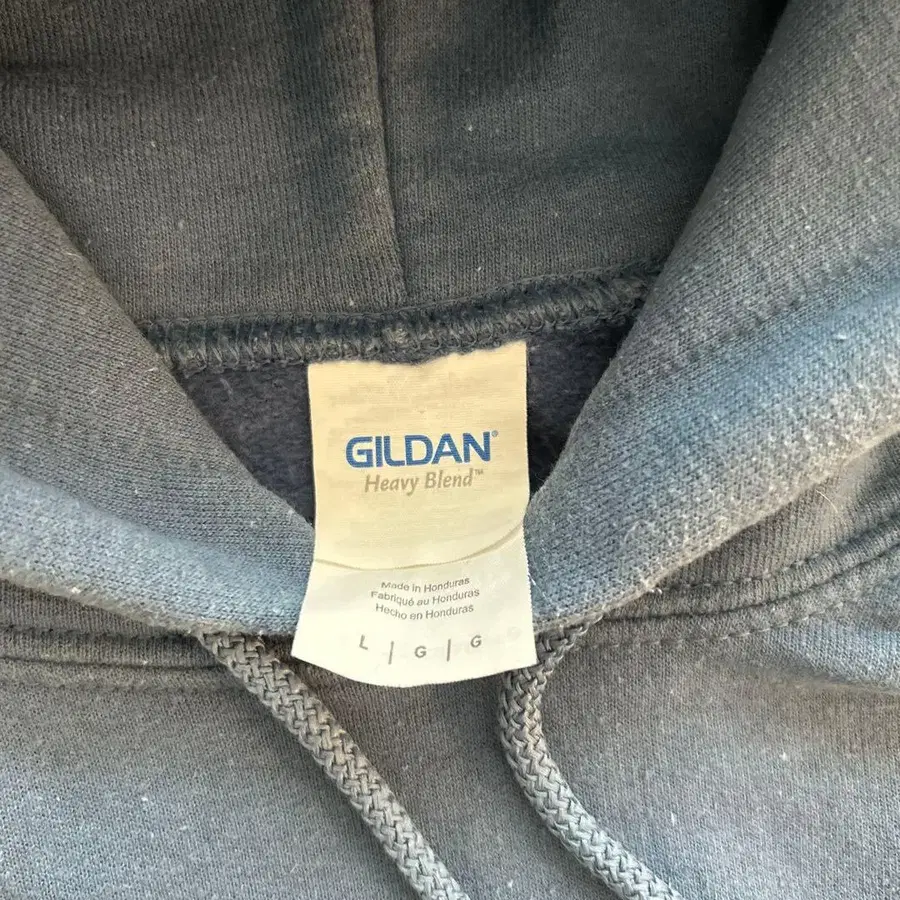 GILDAN®
Heavy Blend™
Made in Honduras
Fabriqué au Honduras
Hecho en Honduras
L | G | G